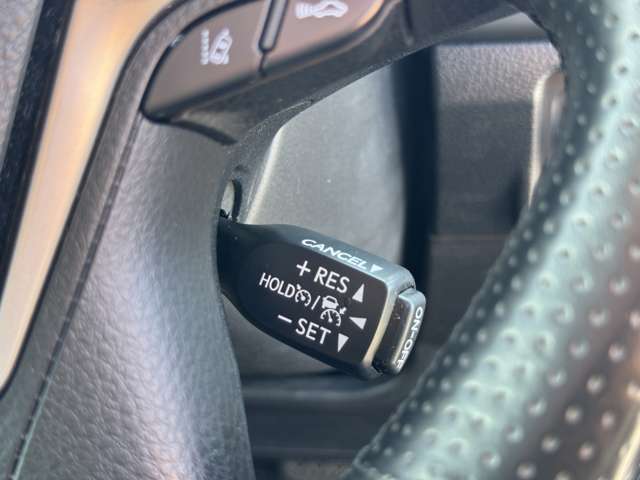 CANCEL ▼
+ RES ▲
HOLD /
− SET ▼
ON-OFF